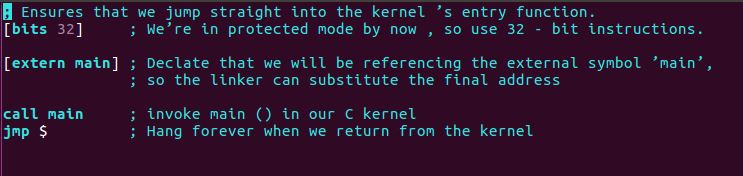 ; Ensures that we jump straight into the kernel ’s entry function.
[bits 32] ; We’re in protected mode by now , so use 32 - bit instructions.
[extern main] ; Declate that we will be referencing the external symbol ’main’,
; so the linker can substitute the final address
call main ; invoke main () in our C kernel
jmp $ ; Hang forever when we return from the kernel